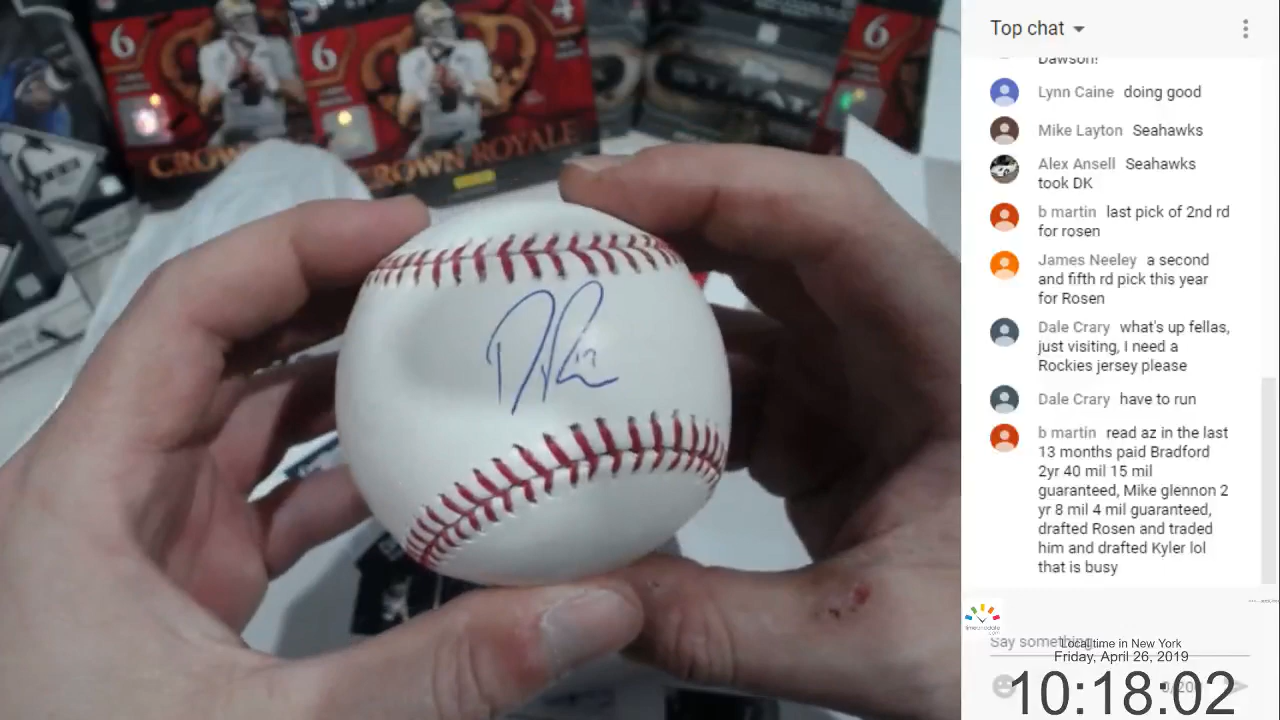 6
6
4
6
CROWN ROYALE
STRATA
Top chat
Dawson!
Lynn Caine doing good
Mike Layton Seahawks
Alex Ansell Seahawks
took DK
b martin last pick of 2nd rd
for rosen
James Neeley a second
and fifth rd pick this year
for Rosen
Dale Crary what's up fellas,
just visiting, I need a
Rockies jersey please
Dale Crary have to run
b martin read az in the last
13 months paid Bradford
2yr 40 mil 15 mil
guaranteed, Mike glennon 2
yr 8 mil 4 mil guaranteed,
drafted Rosen and traded
him and drafted Kyler lol
that is busy
Say something...
Local time in New York
Friday, April 26, 2019
10:18:02